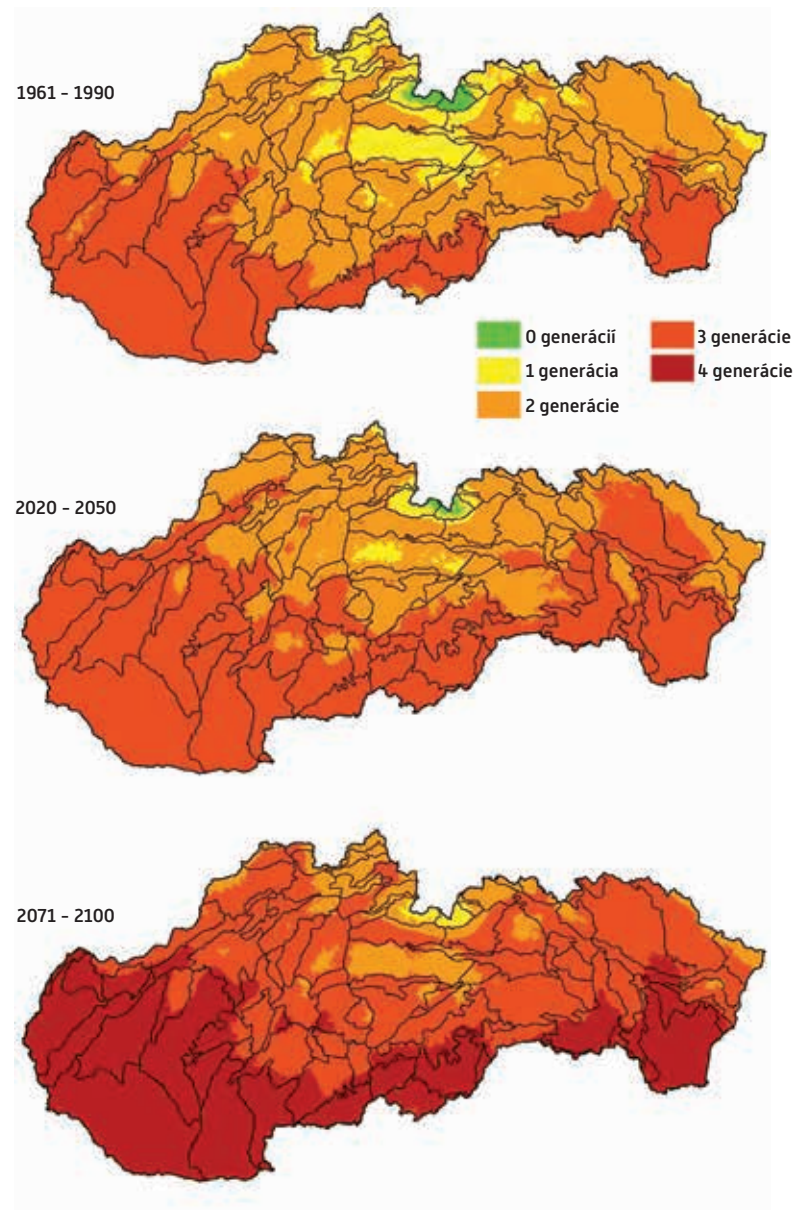 1961 - 1990
0 generácií
3 generácie
1 generácia
4 generácie
2 generácie
2020 - 2050
2071 - 2100